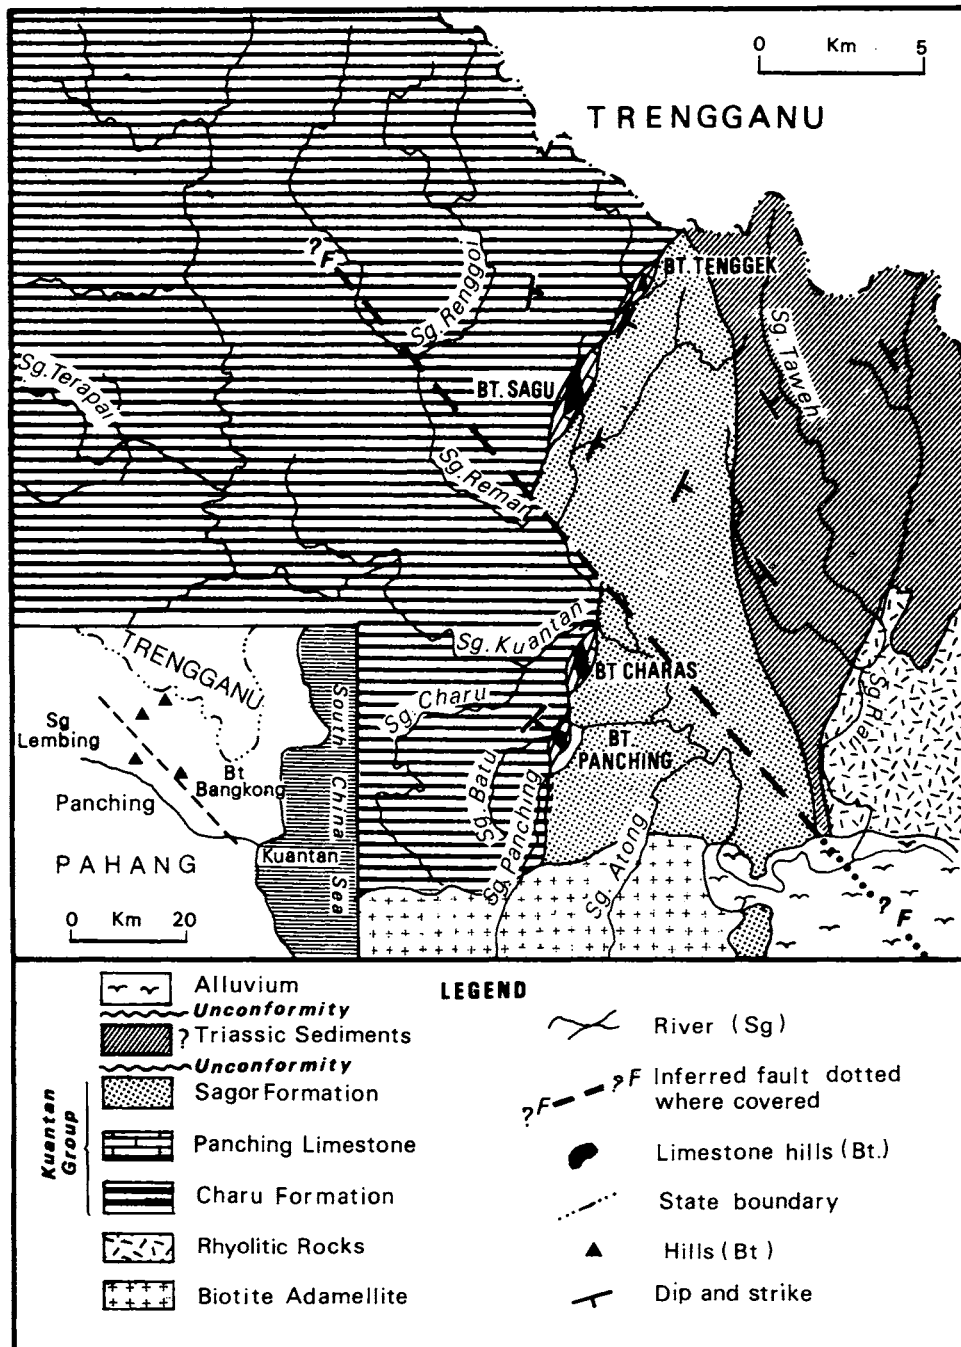 0 Km 5
TRENGGANU
? F
Sg. Renggol
BT. TENGGEK
Sg. Taweh
Sg. Terapai
BT. SAGU
Sg. Reman
Sg. Kuantan
BT CHARAS
Sg. Charu
BT.
PANCHING
Sg. Riau
Sg. Batu
Sg. Panching
Sg. Atong
? F
TRENGGANU
Sg
Lembing
Bt
Bangkong
Panching
Kuantan
PAHANG
South China Sea
0 Km 20
LEGEND
Alluvium
Unconformity
? Triassic Sediments
Unconformity
Kuantan
Group
Sagor Formation
Panching Limestone
Charu Formation
Rhyolitic Rocks
Biotite Adamellite
River (Sg)
?F ?F Inferred fault dotted
where covered
Limestone hills (Bt.)
State boundary
Hills (Bt)
Dip and strike